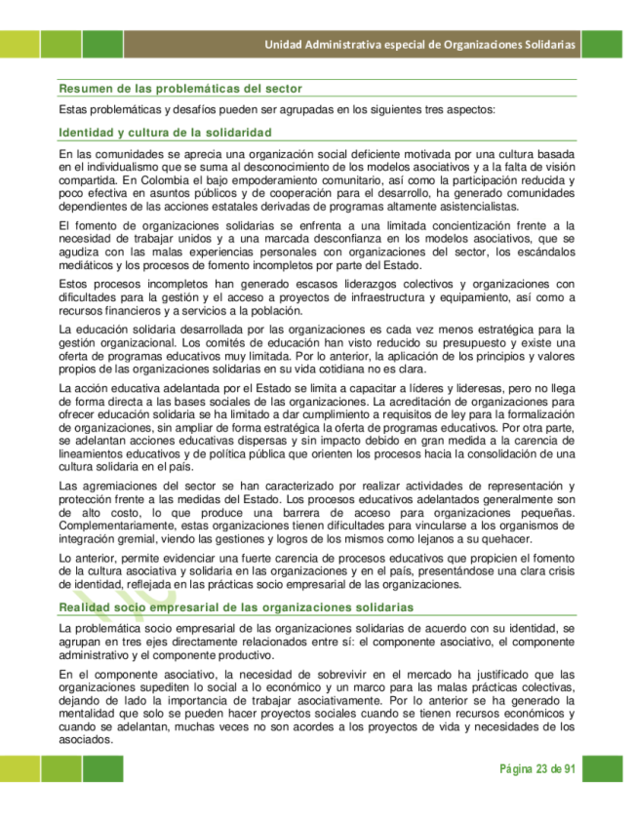 Unidad Administrativa especial de Organizaciones Solidarias
Resumen de las problemáticas del sector
Estas problemáticas y desafíos pueden ser agrupadas en los siguientes tres aspectos:
Identidad y cultura de la solidaridad
En las comunidades se aprecia una organización social deficiente motivada por una cultura basada
en el individualismo que se suma al desconocimiento de los modelos asociativos y a la falta de visión
compartida. En Colombia el bajo empoderamiento comunitario, así como la participación reducida y
poco efectiva en asuntos públicos y de cooperación para el desarrollo, ha generado comunidades
dependientes de las acciones estatales derivadas de programas altamente asistencialistas.
El fomento de organizaciones solidarias se enfrenta a una limitada concientización frente a la
necesidad de trabajar unidos y a una marcada desconfianza en los modelos asociativos, que se
agudiza con las malas experiencias personales con organizaciones del sector, los escándalos
mediáticos y los procesos de fomento incompletos por parte del Estado.
Estos procesos incompletos han generado escasos liderazgos colectivos y organizaciones con
dificultades para la gestión y el acceso a proyectos de infraestructura y equipamiento, así como a
recursos financieros y a servicios a la población.
La educación solidaria desarrollada por las organizaciones es cada vez menos estratégica para la
gestión organizacional. Los comités de educación han visto reducido su presupuesto y existe una
oferta de programas educativos muy limitada. Por lo anterior, la aplicación de los principios y valores
propios de las organizaciones solidarias en su vida cotidiana no es clara.
La acción educativa adelantada por el Estado se limita a capacitar a líderes y lideresas, pero no llega
de forma directa a las bases sociales de las organizaciones. La acreditación de organizaciones para
ofrecer educación solidaria se ha limitado a dar cumplimiento a requisitos de ley para la formalización
de organizaciones, sin ampliar de forma estratégica la oferta de programas educativos. Por otra parte,
se adelantan acciones educativas dispersas y sin impacto debido en gran medida a la carencia de
lineamientos educativos y de política pública que orienten los procesos hacia la consolidación de una
cultura solidaria en el país.
Las agremiaciones del sector se han caracterizado por realizar actividades de representación y
protección frente a las medidas del Estado. Los procesos educativos adelantados generalmente son
de alto costo, lo que produce una barrera de acceso para organizaciones pequeñas.
Complementariamente, estas organizaciones tienen dificultades para vincularse a los organismos de
integración gremial, viendo las gestiones y logros de los mismos como lejanos a su quehacer.
Lo anterior, permite evidenciar una fuerte carencia de procesos educativos que propicien el fomento
de la cultura asociativa y solidaria en las organizaciones y en el país, presentándose una clara crisis
de identidad, reflejada en las prácticas socio empresarial de las organizaciones.
Realidad socio empresarial de las organizaciones solidarias
La problemática socio empresarial de las organizaciones solidarias de acuerdo con su identidad, se
agrupan en tres ejes directamente relacionados entre sí: el componente asociativo, el componente
administrativo y el componente productivo.
En el componente asociativo, la necesidad de sobrevivir en el mercado ha justificado que las
organizaciones supediten lo social a lo económico y un marco para las malas prácticas colectivas,
dejando de lado la importancia de trabajar asociativamente. Por lo anterior se ha generado la
mentalidad que solo se pueden hacer proyectos sociales cuando se tienen recursos económicos y
cuando se adelantan, muchas veces no son acordes a los proyectos de vida y necesidades de los
asociados.
Página 23 de 91